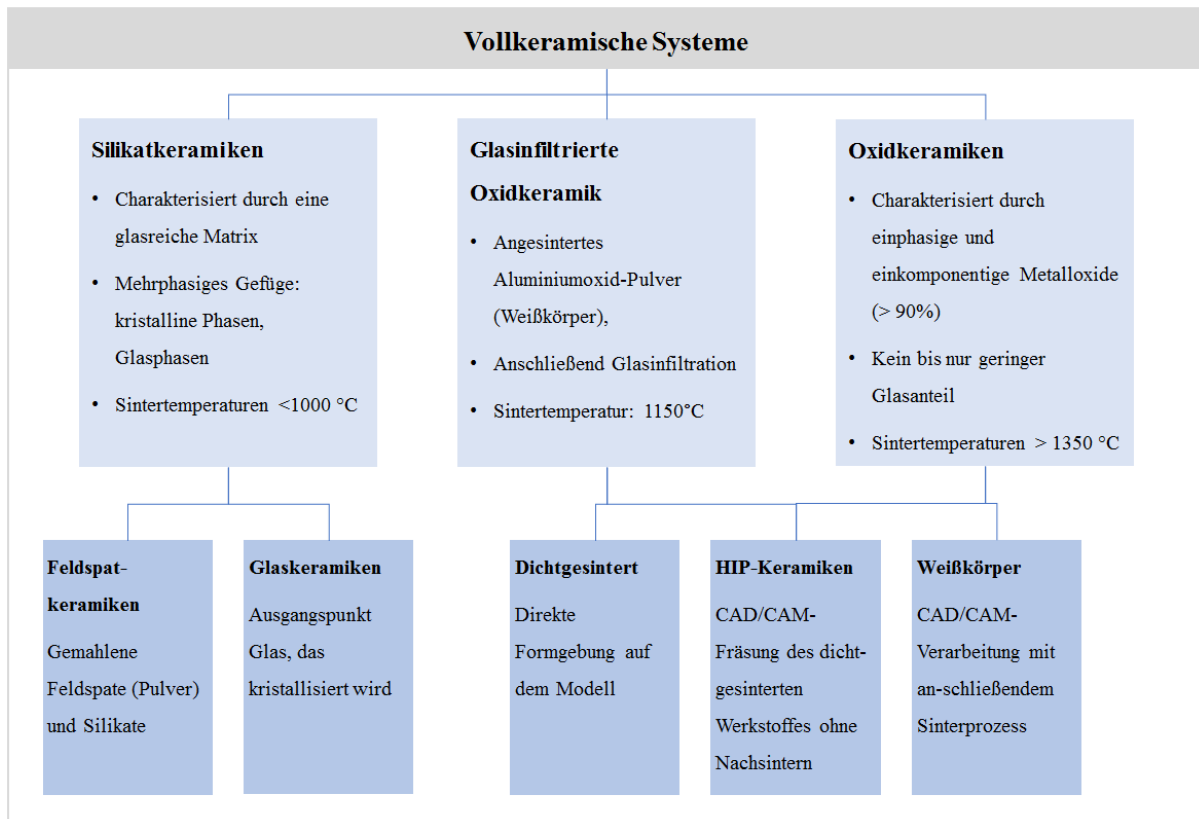 Vollkeramische Systeme
Silikatkeramiken
• Charakterisiert durch eine
glasreiche Matrix
• Mehrphasiges Gefüge:
kristalline Phasen,
Glasphasen
• Sintertemperaturen <1000 °C
Glasinfiltrierte
Oxidkeramik
• Angesintertes
Aluminiumoxid-Pulver
(Weißkörper),
• Anschließend Glasinfiltration
• Sintertemperatur: 1150°C
Oxidkeramiken
• Charakterisiert durch
einphasige und
einkomponentige Metalloxide
(> 90%)
• Kein bis nur geringer
Glasanteil
• Sintertemperaturen > 1350 °C
Feldspat-
keramiken
Gemahlene
Feldspate (Pulver)
und Silikate
Glaskeramiken
Ausgangspunkt
Glas, das
kristallisiert wird
Dichtgesintert
Direkte
Formgebung auf
dem Modell
HIP-Keramiken
CAD/CAM-
Fräsung des dicht-
gesinterten
Werkstoffes ohne
Nachsintern
Weißkörper
CAD/CAM-
Verarbeitung mit
an-schließendem
Sinterprozess